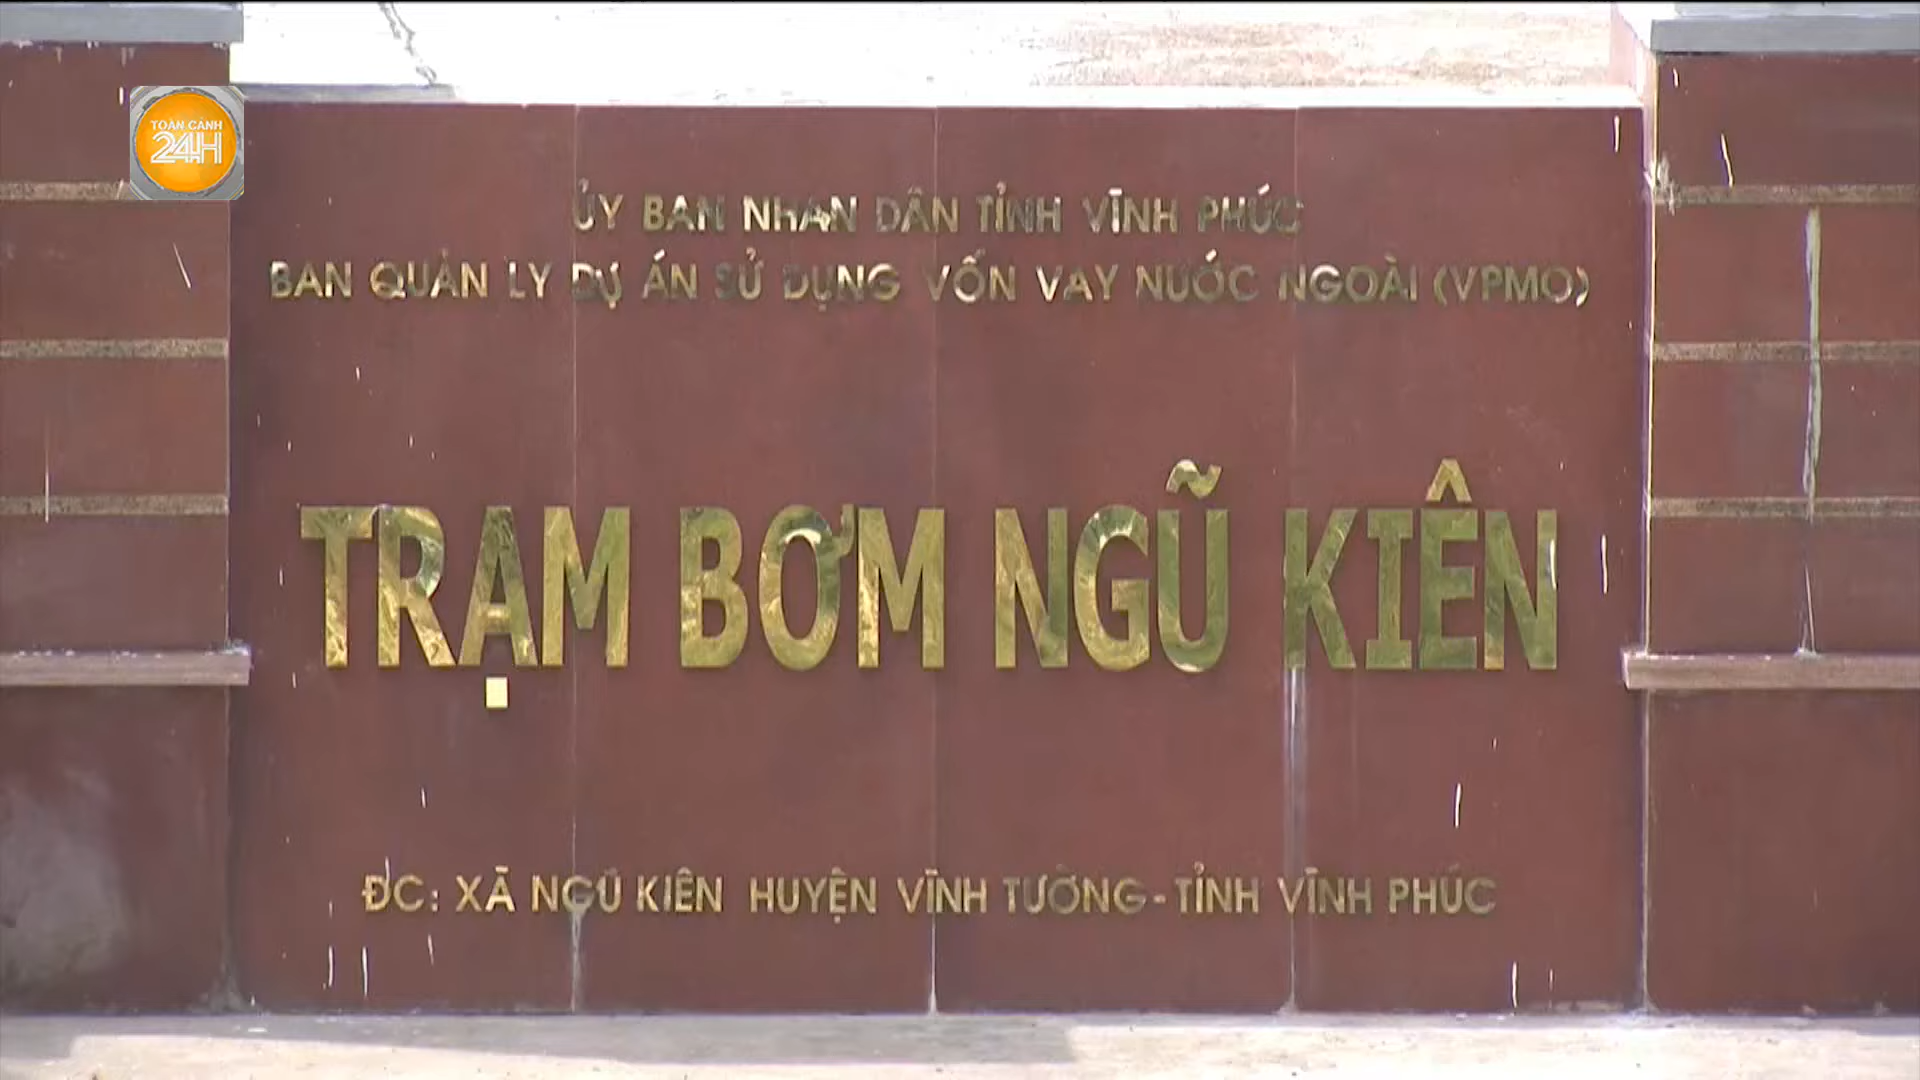 TOÀN CẢNH
24H
ỦY BAN NHAN DÂN TỈNH VĨNH PHÚC
BAN QUẢN LY DỰ ÁN SỬ DỤNG VỐN VAY NƯỚC NGOÀI (VPMO)
TRẠM BƠM NGŨ KIÊN
ĐC: XÃ NGŨ KIÊN HUYỆN VĨNH TƯỜNG - TỈNH VĨNH PHÚC